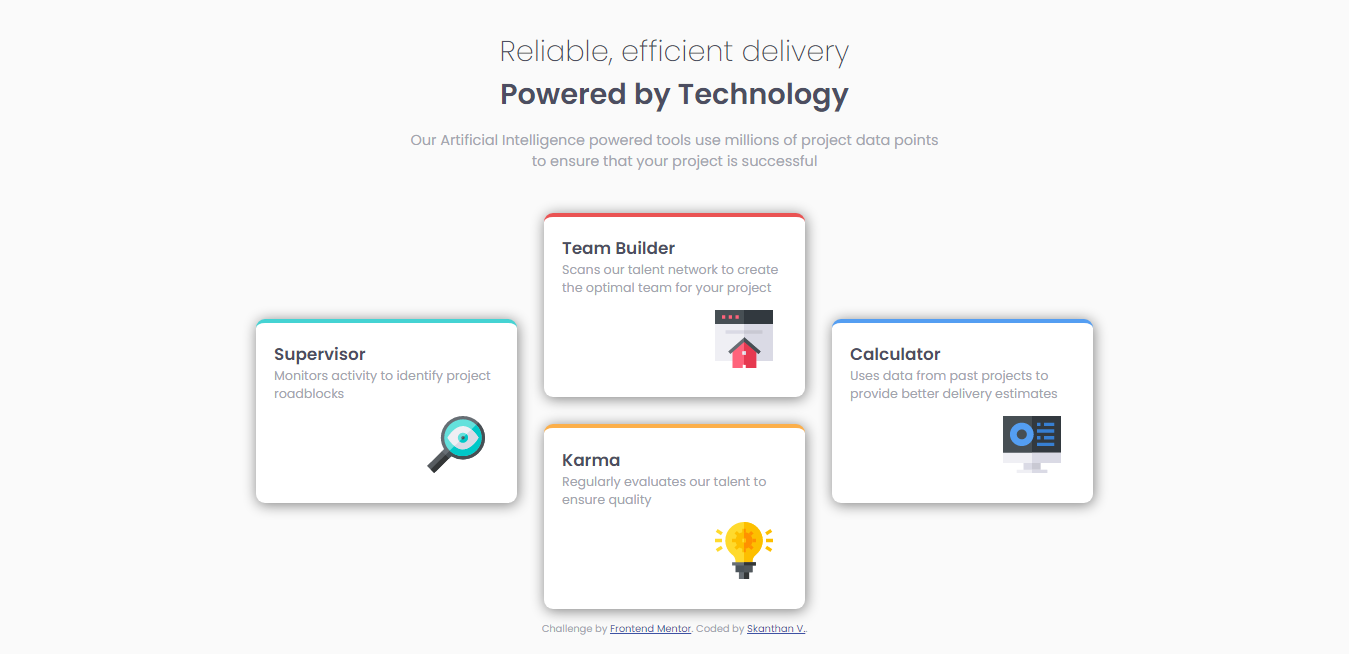 Reliable, efficient delivery
Powered by Technology
Our Artificial Intelligence powered tools use millions of project data points
to ensure that your project is successful
Team Builder
Scans our talent network to create
the optimal team for your project
Supervisor
Monitors activity to identify project
roadblocks
Calculator
Uses data from past projects to
provide better delivery estimates
Karma
Regularly evaluates our talent to
ensure quality
Challenge by Frontend Mentor. Coded by Skanthan V..